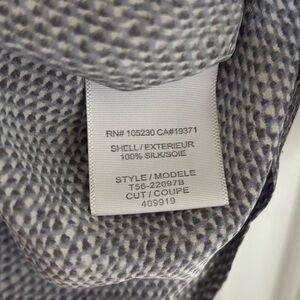 RN# 105230 CA#19371
SHELL / EXTERIEUR
100% SILK/SOIE
STYLE / MODELE
T56-22097B
CUT / COUPE
409919